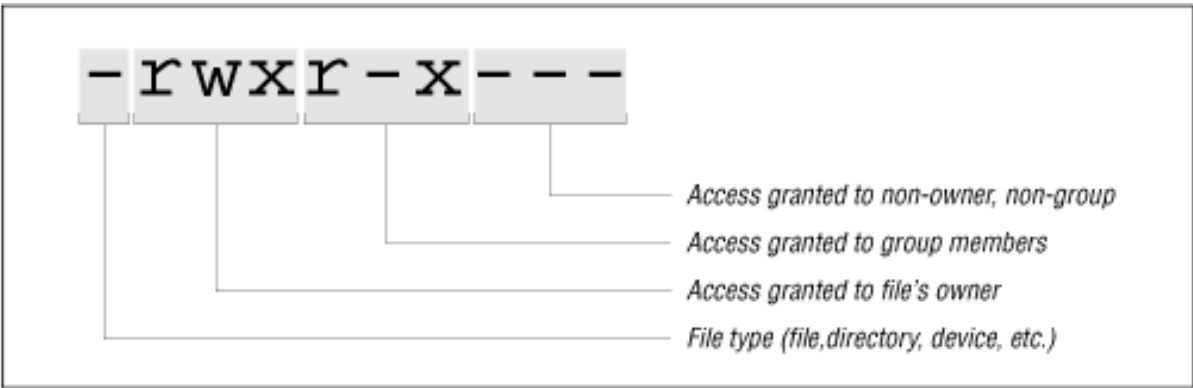 -rwxr-x---
Access granted to non-owner, non-group
Access granted to group members
Access granted to file's owner
File type (file,directory, device, etc.)